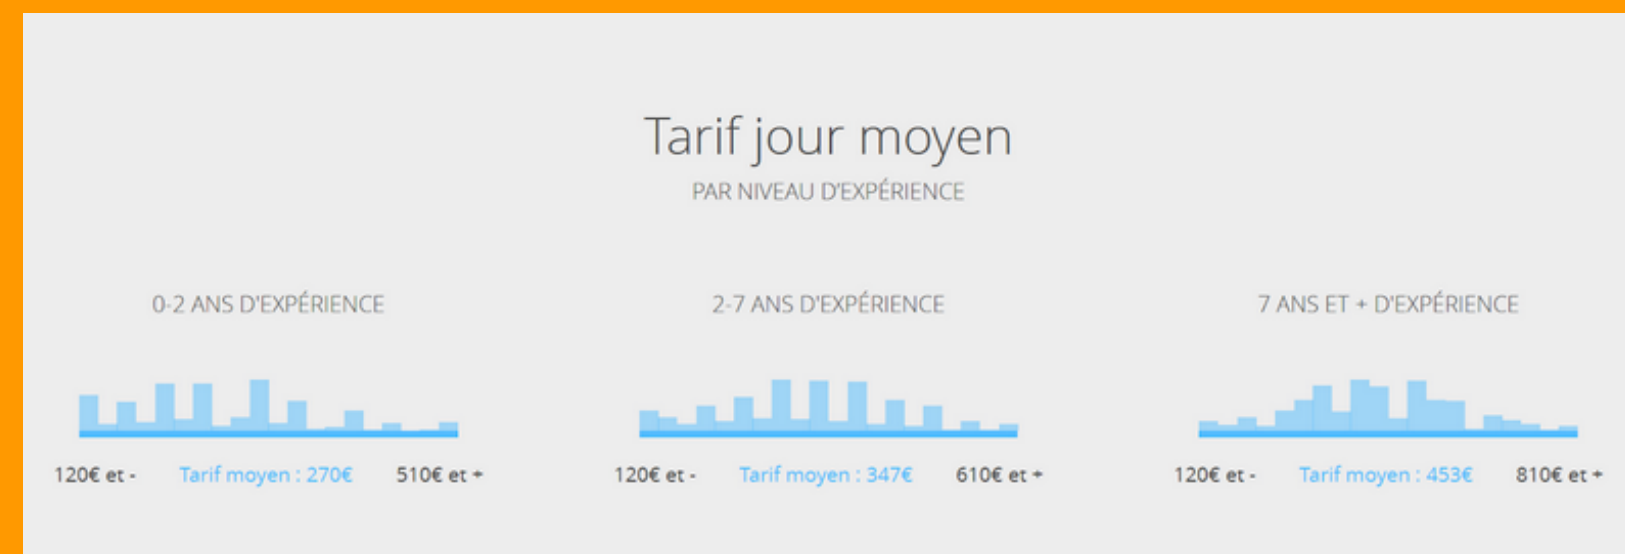 Tarif jour moyen
PAR NIVEAU D'EXPÉRIENCE
0-2 ANS D'EXPÉRIENCE
120€ et -
Tarif moyen : 270€
510€ et +
2-7 ANS D'EXPÉRIENCE
120€ et -
Tarif moyen : 347€
610€ et +
7 ANS ET + D'EXPÉRIENCE
120€ et -
Tarif moyen : 453€
810€ et +